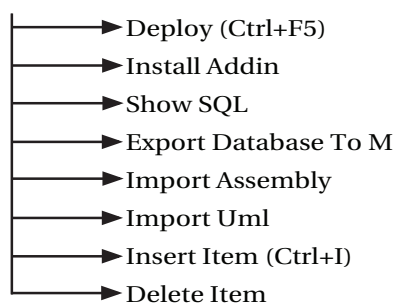 Deploy (Ctrl+F5)
Install Addin
Show SQL
Export Database To M
Import Assembly
Import Uml
Insert Item (Ctrl+I)
Delete Item